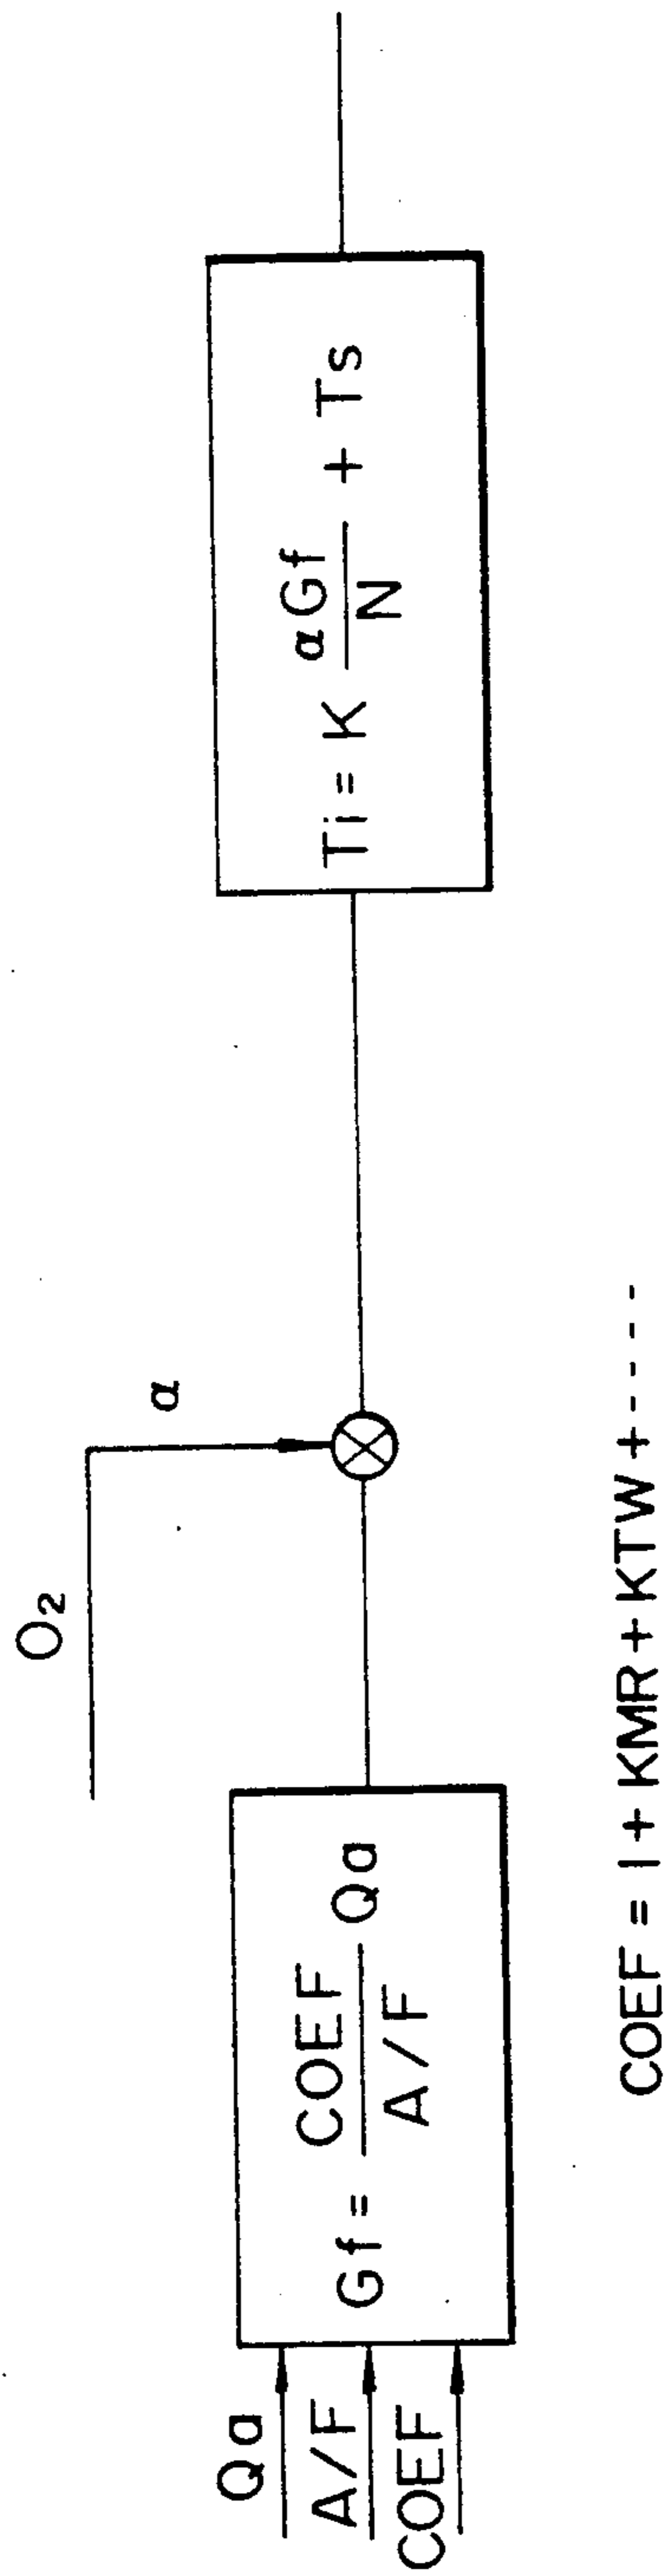 O₂
α
Qa
A/F
COEF
Gf = COEF / A/F Qa
Ti = K αGf / N + Ts
COEF = 1 + KMR + KTW + - - - -